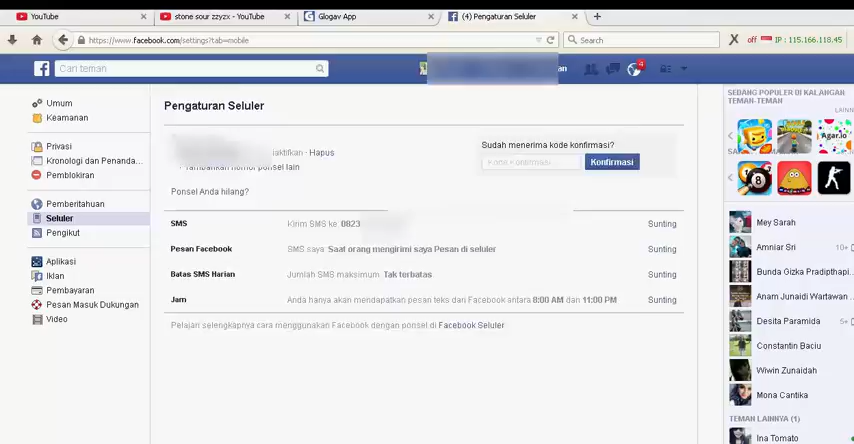 YouTube
stone sour zzyzx - YouTube
Glogav App
(4) Pengaturan Seluler
https://www.facebook.com/settings?tab=mobile
Search
off IP : 115.166.118.45
Cari teman
4
Umum
Keamanan
Privasi
Kronologi dan Penanda...
Pemblokiran
Pemberitahuan
Seluler
Pengikut
Aplikasi
Iklan
Pembayaran
Pesan Masuk Dukungan
Video
Pengaturan Seluler
Hapus
Tambahkan nomor ponsel lain
Ponsel Anda hilang?
Sudah menerima kode konfirmasi?
Konfirmasi
SMS Kirim SMS ke: 0823 Sunting
Pesan Facebook SMS saya: Saat orang mengirimi saya Pesan di seluler Sunting
Batas SMS Harian Jumlah SMS maksimum: Tak terbatas Sunting
Jam Anda hanya akan mendapatkan pesan teks dari Facebook antara 8:00 AM dan 11:00 PM Sunting
Pelajari selengkapnya cara menggunakan Facebook dengan ponsel di Facebook Seluler
SEDANG POPULER DI KALANGAN
TEMAN-TEMAN
Agar.io
Mey Sarah
Amniar Sri 10+
Bunda Gizka Pradipthapi...
Anam Junaidi Wartawan ...
Desita Paramida 5+
Constantin Baciu
Wiwin Zunaidah
Mona Cantika
TEMAN LAINNYA (1)
Ina Tomato